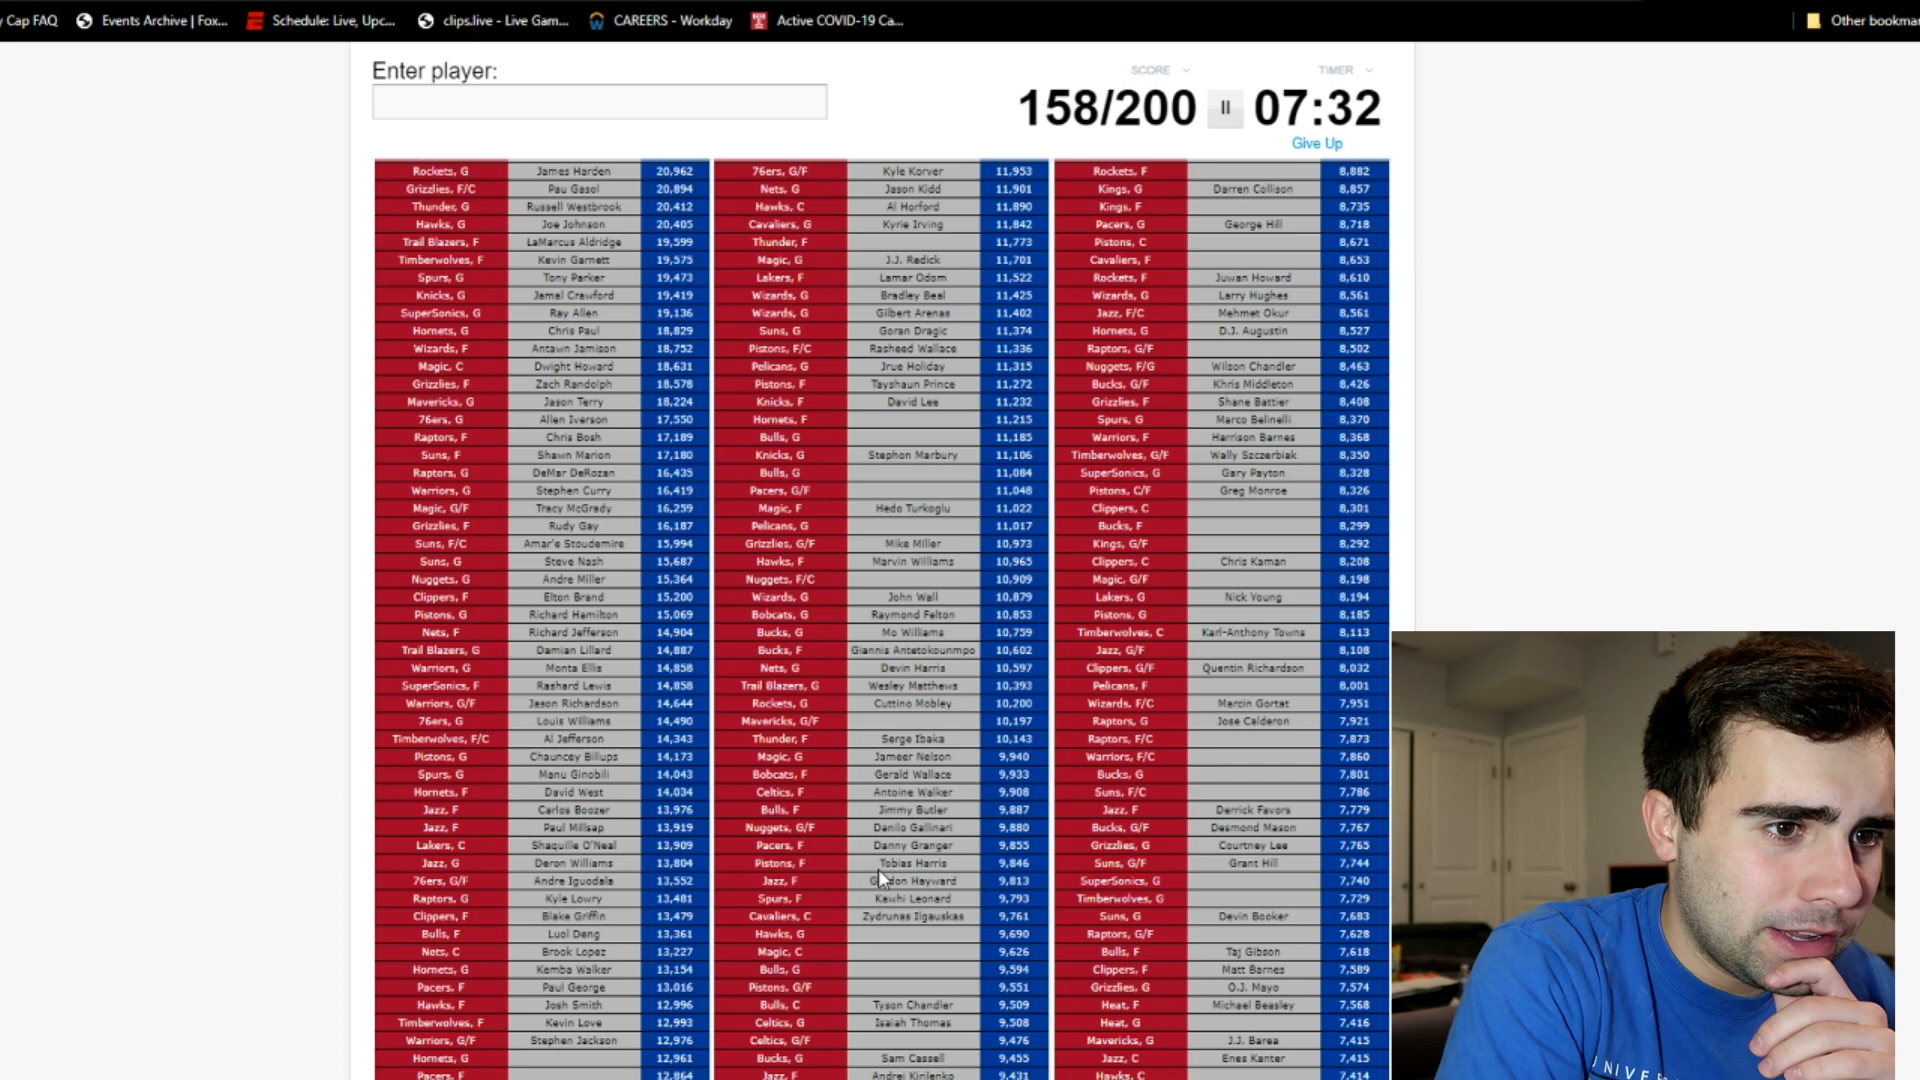 y Cap FAQ
Events Archive | Fox...
Schedule: Live, Upc...
clips.live - Live Gam...
CAREERS - Workday
Active COVID-19 Ca...
Other bookmar
Enter player:
SCORE
TIMER
158/200
07:32
Give Up
Rockets, G James Harden 20,962
Grizzlies, F/C Pau Gasol 20,894
Thunder, G Russell Westbrook 20,412
Hawks, G Joe Johnson 20,405
Trail Blazers, F LaMarcus Aldridge 19,599
Timberwolves, F Kevin Garnett 19,575
Spurs, G Tony Parker 19,473
Knicks, G Jamal Crawford 19,419
SuperSonics, G Ray Allen 19,136
Hornets, G Chris Paul 18,829
Wizards, F Antawn Jamison 18,752
Magic, C Dwight Howard 18,631
Grizzlies, F Zach Randolph 18,578
Mavericks, G Jason Terry 18,224
76ers, G Allen Iverson 17,550
Raptors, F Chris Bosh 17,189
Suns, F Shawn Marion 17,180
Raptors, G DeMar DeRozan 16,435
Warriors, G Stephen Curry 16,419
Magic, G/F Tracy McGrady 16,259
Grizzlies, F Rudy Gay 16,187
Suns, F/C Amar'e Stoudemire 15,994
Suns, G Steve Nash 15,687
Nuggets, G Andre Miller 15,364
Clippers, F Elton Brand 15,200
Pistons, G Richard Hamilton 15,069
Nets, F Richard Jefferson 14,904
Trail Blazers, G Damian Lillard 14,887
Warriors, G Monta Ellis 14,858
SuperSonics, F Rashard Lewis 14,858
Warriors, G/F Jason Richardson 14,644
76ers, G Louis Williams 14,490
Timberwolves, F/C Al Jefferson 14,343
Pistons, G Chauncey Billups 14,173
Spurs, G Manu Ginobili 14,043
Hornets, F David West 14,034
Jazz, F Carlos Boozer 13,976
Jazz, F Paul Millsap 13,919
Lakers, C Shaquille O'Neal 13,909
Jazz, G Deron Williams 13,804
76ers, G/F Andre Iguodala 13,552
Raptors, G Kyle Lowry 13,481
Clippers, F Blake Griffin 13,479
Bulls, F Luol Deng 13,361
Nets, C Brook Lopez 13,227
Hornets, G Kemba Walker 13,154
Pacers, F Paul George 13,016
Hawks, F Josh Smith 12,996
Timberwolves, F Kevin Love 12,993
Warriors, G/F Stephen Jackson 12,976
Hornets, G 12,961
Pacers, F 12,864
76ers, G/F Kyle Korver 11,953
Nets, G Jason Kidd 11,901
Hawks, C Al Horford 11,890
Cavaliers, G Kyrie Irving 11,842
Thunder, F 11,773
Magic, G J.J. Redick 11,701
Lakers, F Lamar Odom 11,522
Wizards, G Bradley Beal 11,425
Wizards, G Gilbert Arenas 11,402
Suns, G Goran Dragic 11,374
Pistons, F/C Rasheed Wallace 11,336
Pelicans, G Jrue Holiday 11,315
Pistons, F Tayshaun Prince 11,272
Knicks, F David Lee 11,232
Hornets, F 11,215
Bulls, G 11,185
Knicks, G Stephon Marbury 11,106
Bulls, G 11,084
Pacers, G/F 11,048
Magic, F Hedo Turkoglu 11,022
Pelicans, G 11,017
Grizzlies, G/F Mike Miller 10,973
Hawks, F Marvin Williams 10,965
Nuggets, F/C 10,909
Wizards, G John Wall 10,879
Bobcats, G Raymond Felton 10,853
Bucks, G Mo Williams 10,759
Bucks, F Giannis Antetokounmpo 10,602
Nets, G Devin Harris 10,597
Trail Blazers, G Wesley Matthews 10,393
Rockets, G Cuttino Mobley 10,200
Mavericks, G/F 10,197
Thunder, F Serge Ibaka 10,143
Magic, G Jameer Nelson 9,940
Bobcats, F Gerald Wallace 9,933
Celtics, F Antoine Walker 9,908
Bulls, F Jimmy Butler 9,887
Nuggets, G/F Danilo Gallinari 9,880
Pacers, F Danny Granger 9,855
Pistons, F Tobias Harris 9,846
Jazz, F Hayward 9,813
Spurs, F Kawhi Leonard 9,793
Cavaliers, C Zydrunas Ilgauskas 9,761
Hawks, G 9,690
Magic, C 9,626
Bulls, G 9,594
Pistons, G/F 9,551
Bulls, C Tyson Chandler 9,509
Celtics, G Isaiah Thomas 9,508
Celtics, G/F 9,476
Bucks, G Sam Cassell 9,455
Jazz, F Andrei Kirilenko 9,431
Rockets, F 8,882
Kings, G Darren Collison 8,857
Kings, F 8,735
Pacers, G George Hill 8,718
Pistons, C 8,671
Cavaliers, F 8,653
Rockets, F Juwan Howard 8,610
Wizards, G Larry Hughes 8,561
Jazz, F/C Mehmet Okur 8,561
Hornets, G D.J. Augustin 8,527
Raptors, G/F 8,502
Nuggets, F/G Wilson Chandler 8,463
Bucks, G/F Khris Middleton 8,426
Grizzlies, F Shane Battier 8,408
Spurs, G Marco Belinelli 8,370
Warriors, F Harrison Barnes 8,368
Timberwolves, G/F Wally Szczerbiak 8,350
SuperSonics, G Gary Payton 8,328
Pistons, C/F Greg Monroe 8,326
Clippers, C 8,301
Bucks, F 8,299
Kings, G/F 8,292
Clippers, C Chris Kaman 8,208
Magic, G/F 8,198
Lakers, G Nick Young 8,194
Pistons, G 8,185
Timberwolves, C Karl-Anthony Towns 8,113
Jazz, G/F 8,108
Clippers, G/F Quentin Richardson 8,032
Pelicans, F 8,001
Wizards, F/C Marcin Gortat 7,951
Raptors, G Jose Calderon 7,921
Raptors, F/C 7,873
Warriors, F/C 7,860
Bucks, G 7,801
Suns, F/C 7,786
Jazz, F Derrick Favors 7,779
Bucks, G/F Desmond Mason 7,767
Grizzlies, G Courtney Lee 7,765
Suns, G/F Grant Hill 7,744
SuperSonics, G 7,740
Timberwolves, G 7,729
Suns, G Devin Booker 7,683
Raptors, G/F 7,628
Bulls, F Taj Gibson 7,618
Clippers, F Matt Barnes 7,589
Grizzlies, G O.J. Mayo 7,574
Heat, F Michael Beasley 7,568
Heat, G 7,416
Mavericks, G J.J. Barea 7,415
Jazz, C Enes Kanter 7,415
Hawks, C 7,414